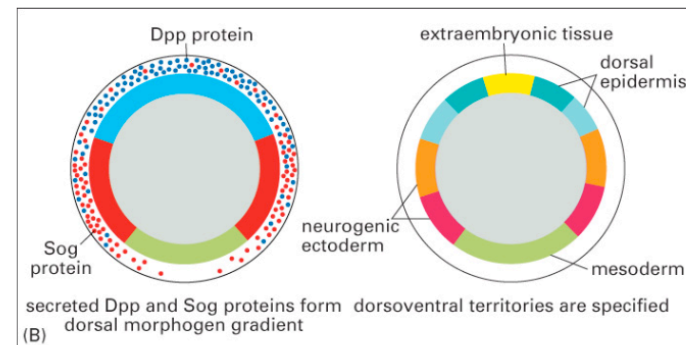 Dpp protein
Sog
protein
secreted Dpp and Sog proteins form
dorsal morphogen gradient
extraembryonic tissue
dorsal
epidermis
neurogenic
ectoderm
mesoderm
dorsoventral territories are specified
(B)